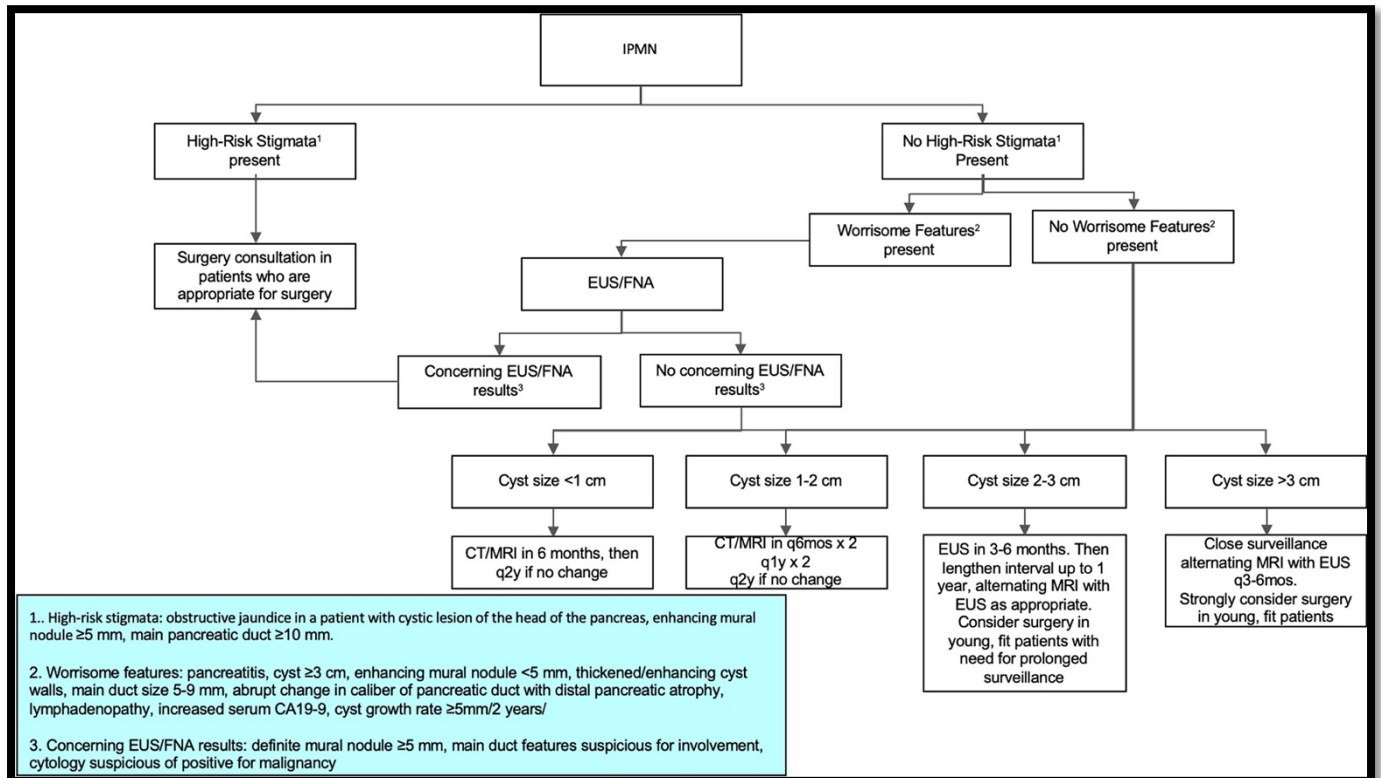 IPMN
High-Risk Stigmata¹
present
No High-Risk Stigmata¹
Present
Worrisome Features²
present
No Worrisome Features²
present
Surgery consultation in
patients who are
appropriate for surgery
EUS/FNA
Concerning EUS/FNA
results³
No concerning EUS/FNA
results³
Cyst size <1 cm
Cyst size 1-2 cm
Cyst size 2-3 cm
Cyst size >3 cm
CT/MRI in 6 months, then
q2y if no change
CT/MRI in q6mos x 2
q1y x 2
q2y if no change
EUS in 3-6 months. Then
lengthen interval up to 1
year, alternating MRI with
EUS as appropriate.
Consider surgery in
young, fit patients with
need for prolonged
surveillance
Close surveillance
alternating MRI with EUS
q3-6mos.
Strongly consider surgery
in young, fit patients
1.. High-risk stigmata: obstructive jaundice in a patient with cystic lesion of the head of the pancreas, enhancing mural
nodule ≥5 mm, main pancreatic duct ≥10 mm.
2. Worrisome features: pancreatitis, cyst ≥3 cm, enhancing mural nodule <5 mm, thickened/enhancing cyst
walls, main duct size 5-9 mm, abrupt change in caliber of pancreatic duct with distal pancreatic atrophy,
lymphadenopathy, increased serum CA19-9, cyst growth rate ≥5mm/2 years/
3. Concerning EUS/FNA results: definite mural nodule ≥5 mm, main duct features suspicious for involvement,
cytology suspicious of positive for malignancy